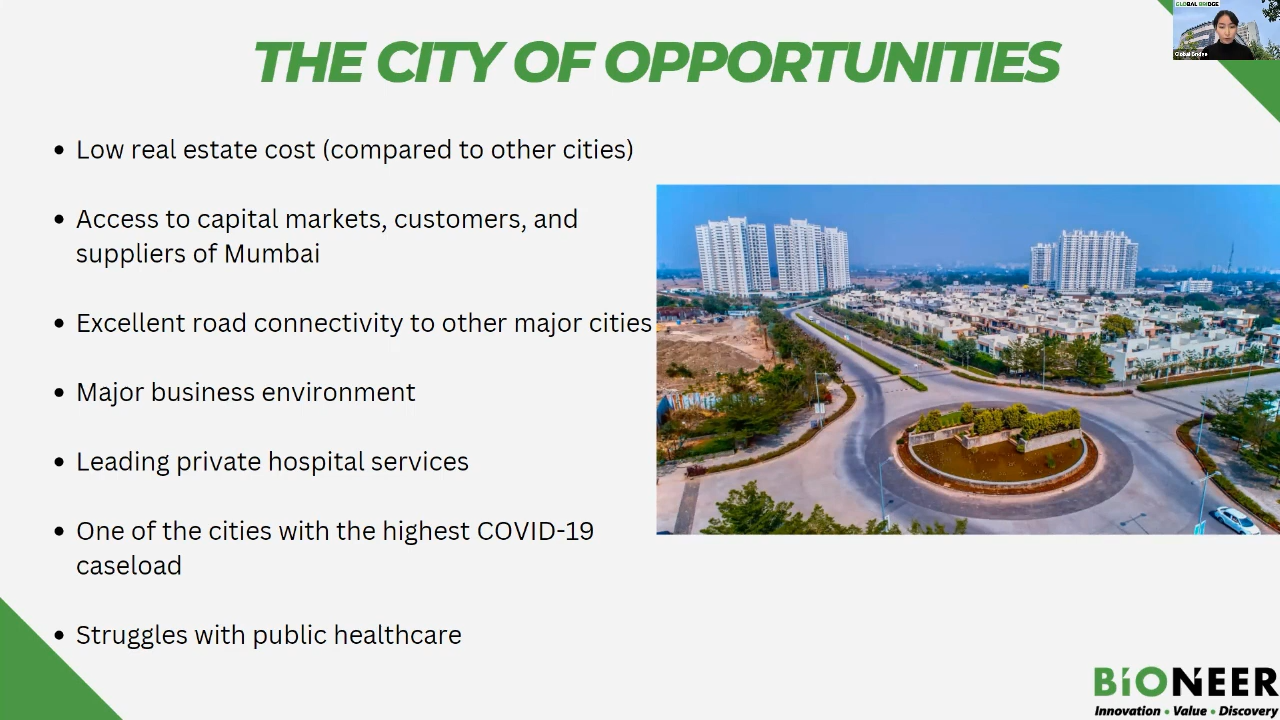 GLOBAL BRIDGE
Global Bridge
THE CITY OF OPPORTUNITIES
• Low real estate cost (compared to other cities)
• Access to capital markets, customers, and
suppliers of Mumbai
• Excellent road connectivity to other major cities
• Major business environment
• Leading private hospital services
• One of the cities with the highest COVID-19
caseload
• Struggles with public healthcare
BiONEER
Innovation • Value • Discovery